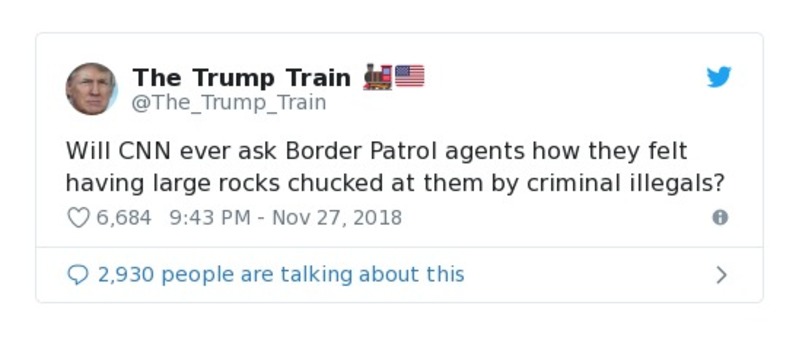 The Trump Train 🚂🇺🇸
@The_Trump_Train
Will CNN ever ask Border Patrol agents how they felt
having large rocks chucked at them by criminal illegals?
6,684 9:43 PM - Nov 27, 2018
2,930 people are talking about this